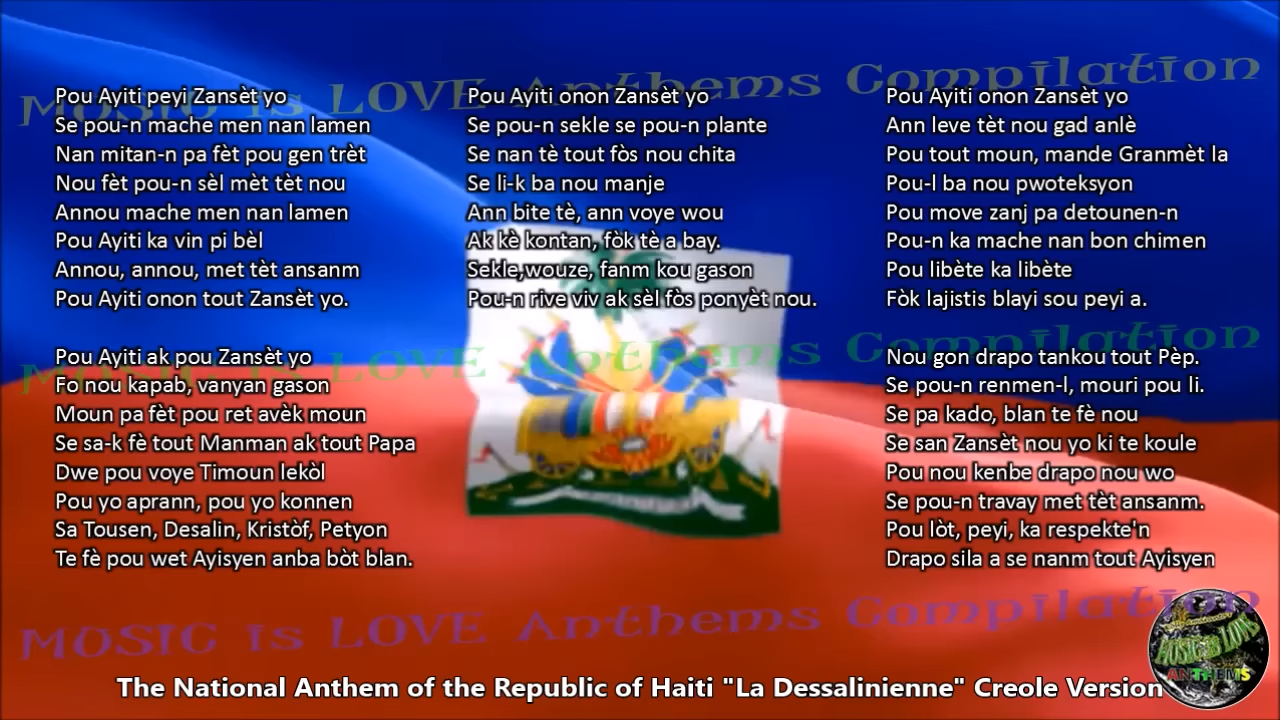 MUSIC is LOVE Anthems Compilation
Pou Ayiti peyi Zansèt yo
Se pou-n mache men nan lamen
Nan mitan-n pa fèt pou gen trèt
Nou fèt pou-n sèl mèt tèt nou
Annou mache men nan lamen
Pou Ayiti ka vin pi bèl
Annou, annou, met tèt ansanm
Pou Ayiti onon tout Zansèt yo.
Pou Ayiti ak pou Zansèt yo
Fo nou kapab, vanyan gason
Moun pa fèt pou ret avèk moun
Se sa-k fè tout Manman ak tout Papa
Dwe pou voye Timoun lekòl
Pou yo aprann, pou yo konnen
Sa Tousen, Desalin, Kristòf, Petyon
Te fè pou wet Ayisyen anba bòt blan.
Pou Ayiti onon Zansèt yo
Se pou-n sekle se pou-n plante
Se nan tè tout fòs nou chita
Se li-k ba nou manje
Ann bite tè, ann voye wou
Ak kè kontan, fòk tè a bay.
Sekle,wouze, fanm kou gason
Pou-n rive viv ak sèl fòs ponyèt nou.
Pou Ayiti onon Zansèt yo
Ann leve tèt nou gad anlè
Pou tout moun, mande Granmèt la
Pou-l ba nou pwoteksyon
Pou move zanj pa detounen-n
Pou-n ka mache nan bon chimen
Pou libète ka libète
Fòk lajistis blayi sou peyi a.
Nou gon drapo tankou tout Pèp.
Se pou-n renmen-l, mouri pou li.
Se pa kado, blan te fè nou
Se san Zansèt nou yo ki te koule
Pou nou kenbe drapo nou wo
Se pou-n travay met tèt ansanm.
Pou lòt, peyi, ka respekte'n
Drapo sila a se nanm tout Ayisyen
MUSIC is LOVE Anthems Compilation
MUSIC is LOVE Anthems Compilation
MUSIC is LOVE
ANTHEMS
The National Anthem of the Republic of Haiti "La Dessalinienne" Creole Version